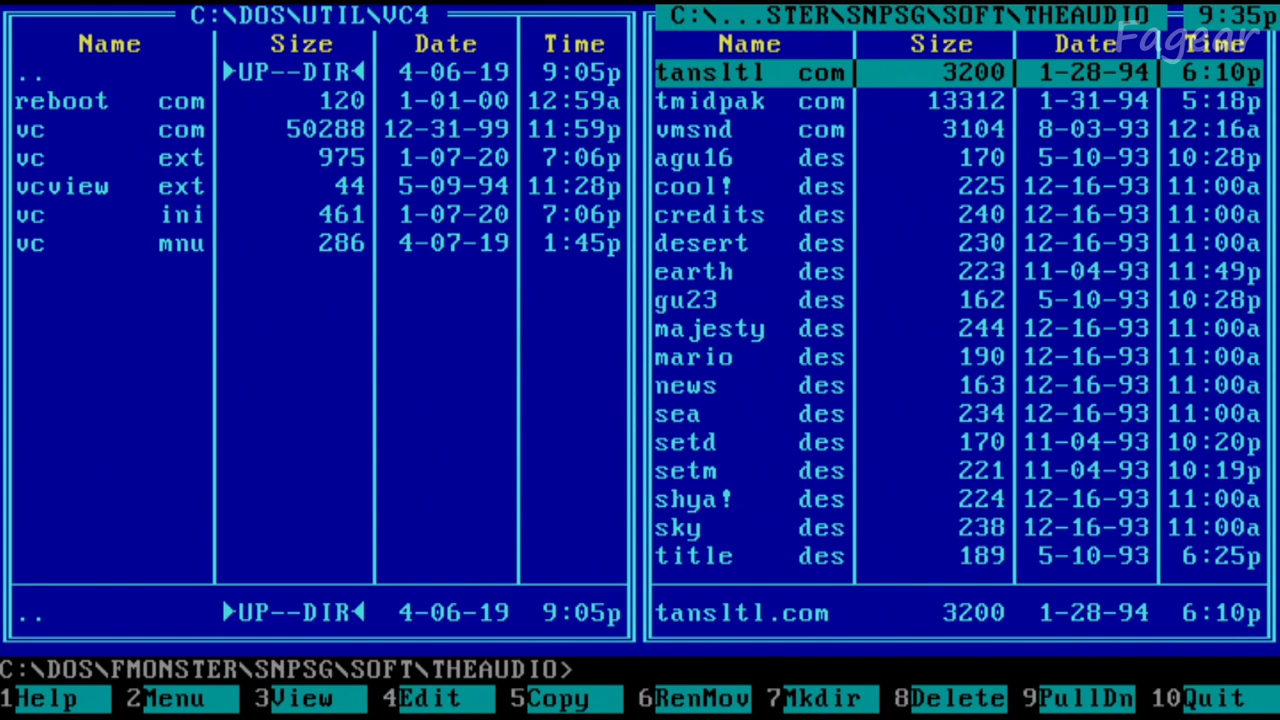 C:\DOS\UTIL\VC4
Name Size Date Time
.. ►UP--DIR◄ 4-06-19 9:05p
reboot com 120 1-01-00 12:59a
vc com 50288 12-31-99 11:59p
vc ext 975 1-07-20 7:06p
vcview ext 44 5-09-94 11:28p
vc ini 461 1-07-20 7:06p
vc mnu 286 4-07-19 1:45p
.. ►UP--DIR◄ 4-06-19 9:05p
C:\...STER\SNPSG\SOFT\THEAUDIO 9:35p
Fagear
Name Size Date Time
tansltl com 3200 1-28-94 6:10p
tmidpak com 13312 1-31-94 5:18p
vmsnd com 3104 8-03-93 12:16a
agu16 des 170 5-10-93 10:28p
cool! des 225 12-16-93 11:00a
credits des 240 12-16-93 11:00a
desert des 230 12-16-93 11:00a
earth des 223 11-04-93 11:49p
gu23 des 162 5-10-93 10:28p
majesty des 244 12-16-93 11:00a
mario des 190 12-16-93 11:00a
news des 163 12-16-93 11:00a
sea des 234 12-16-93 11:00a
setd des 170 11-04-93 10:20p
setm des 221 11-04-93 10:19p
shya! des 224 12-16-93 11:00a
sky des 238 12-16-93 11:00a
title des 189 5-10-93 6:25p
tansltl.com 3200 1-28-94 6:10p
C:\DOS\FMONSTER\SNPSG\SOFT\THEAUDIO>
1Help 2Menu 3View 4Edit 5Copy 6RenMov 7Mkdir 8Delete 9PullDn 10Quit